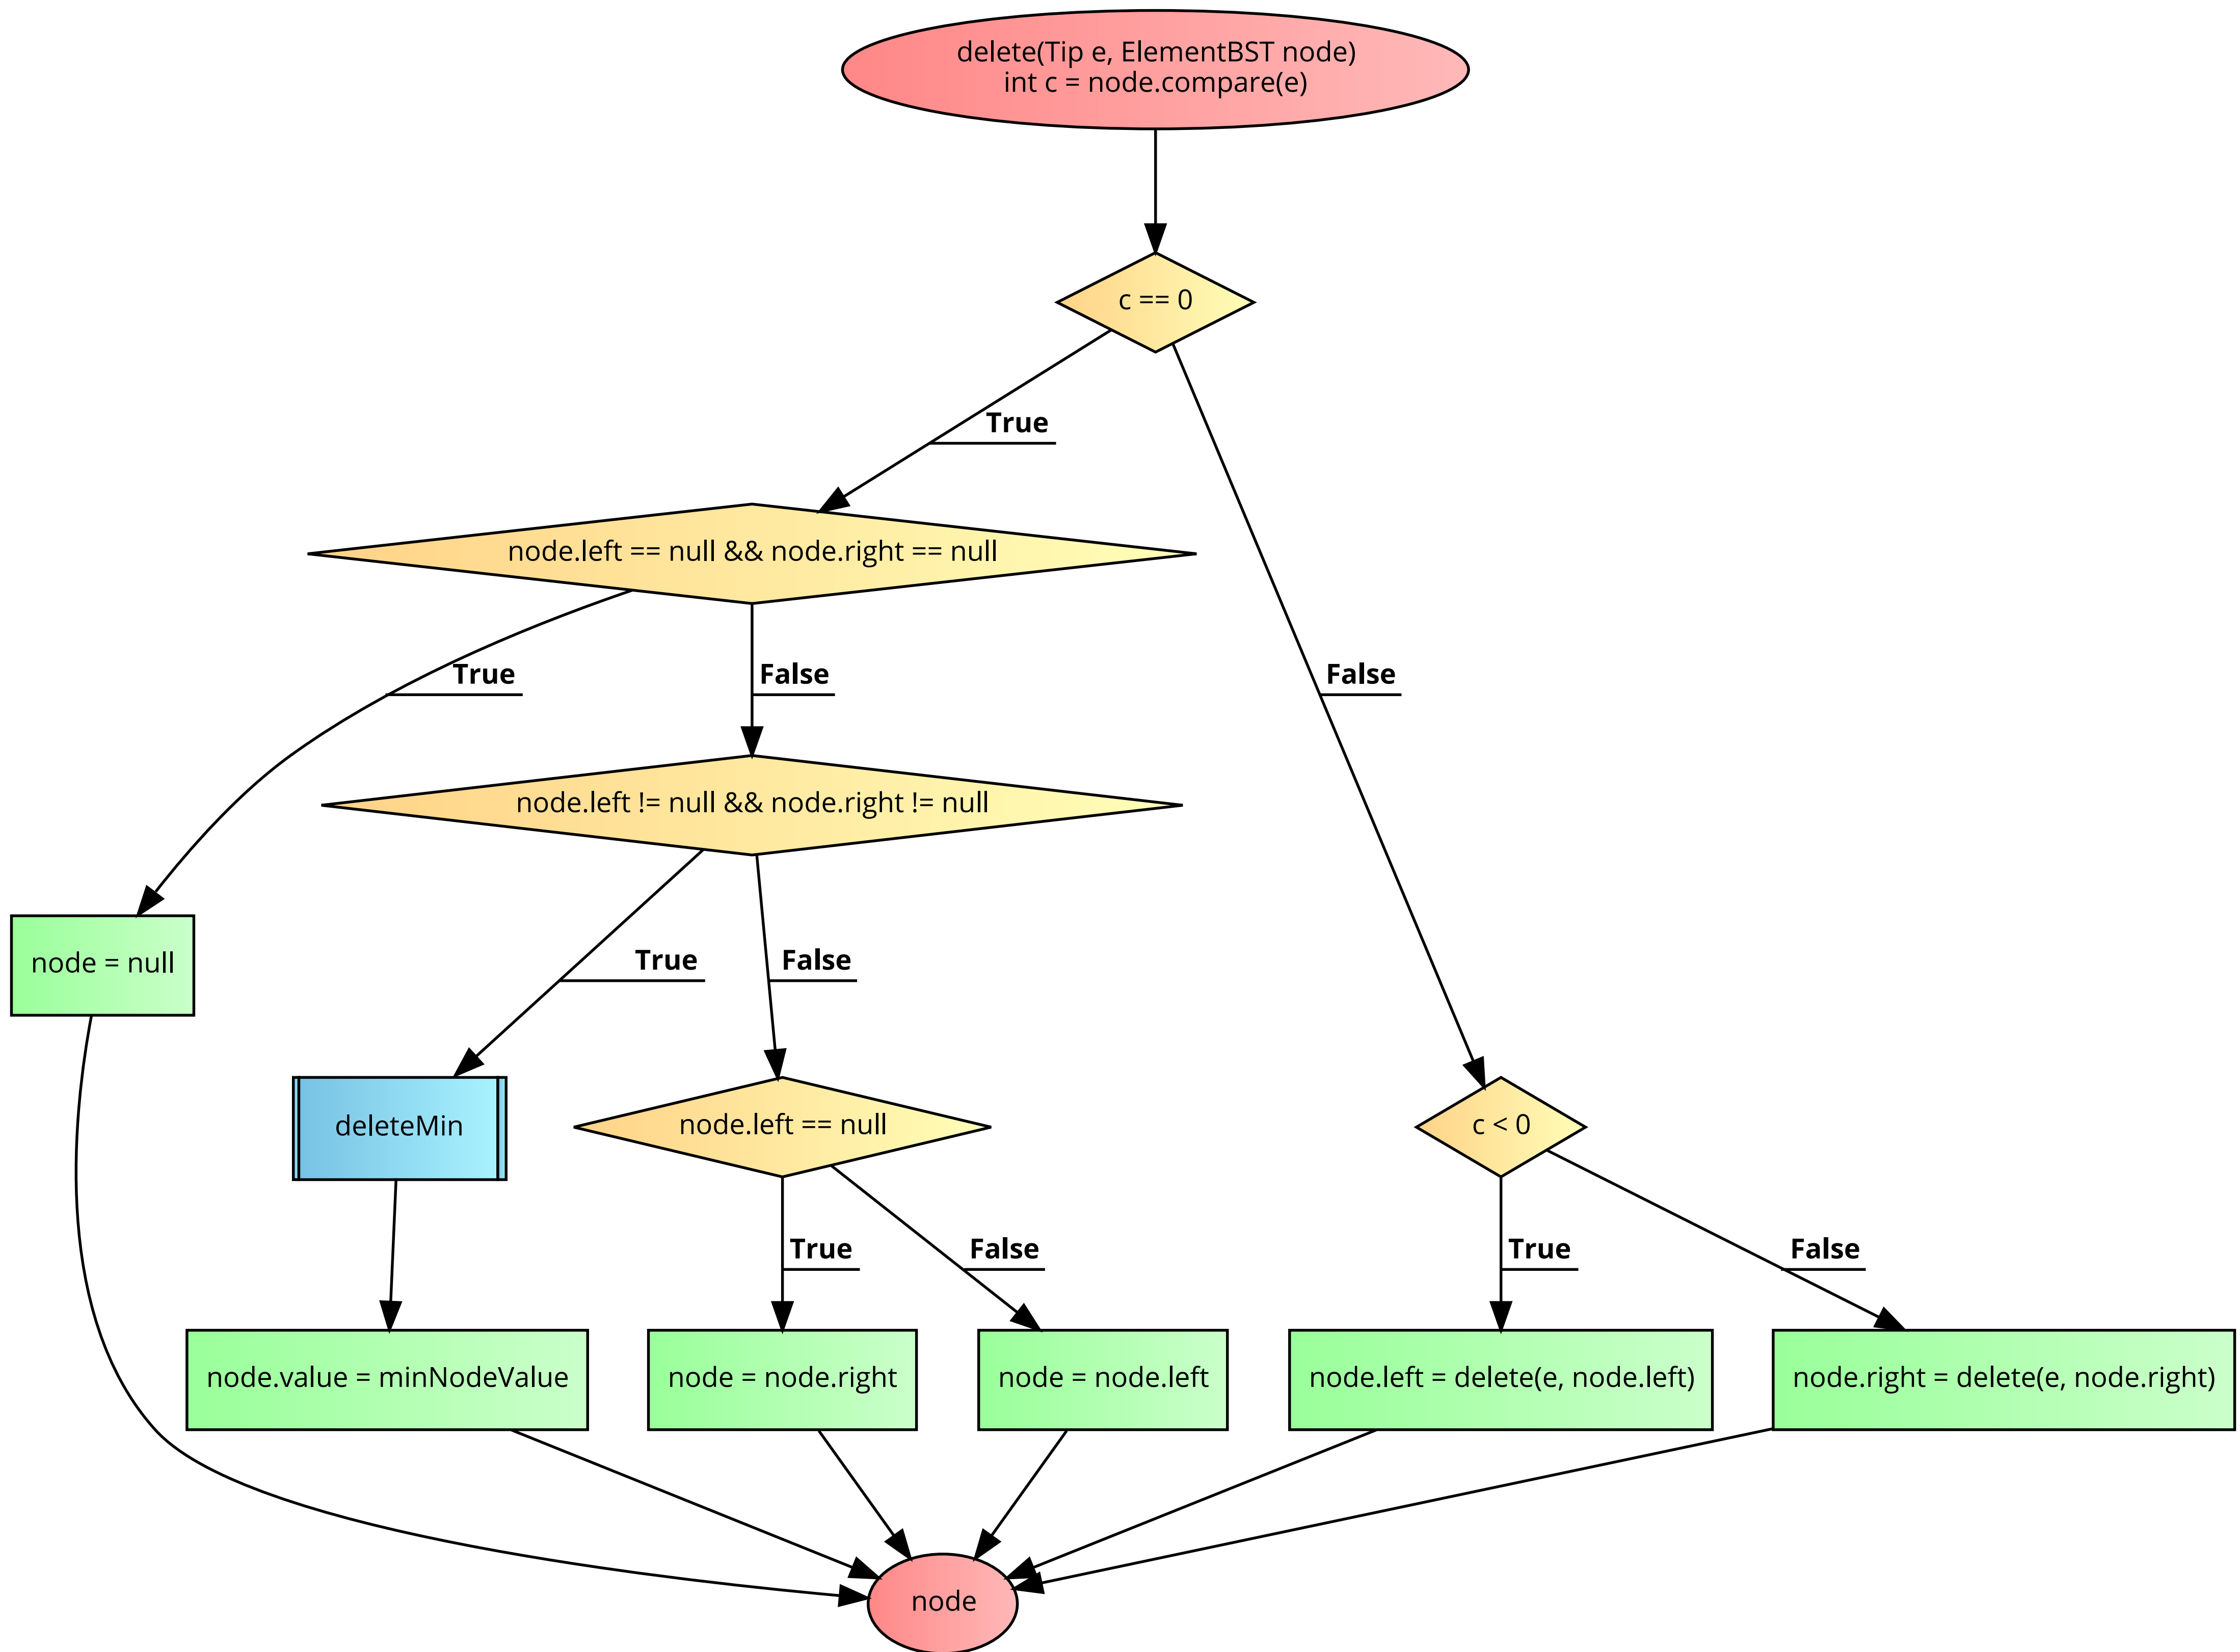 delete(Tip e, ElementBST node)
int c = node.compare(e)
c == 0
True
node.left == null && node.right == null
True
False
False
node.left != null && node.right != null
node = null
True
False
deleteMin
node.left == null
c < 0
True
False
True
False
node.value = minNodeValue
node = node.right
node = node.left
node.left = delete(e, node.left)
node.right = delete(e, node.right)
node